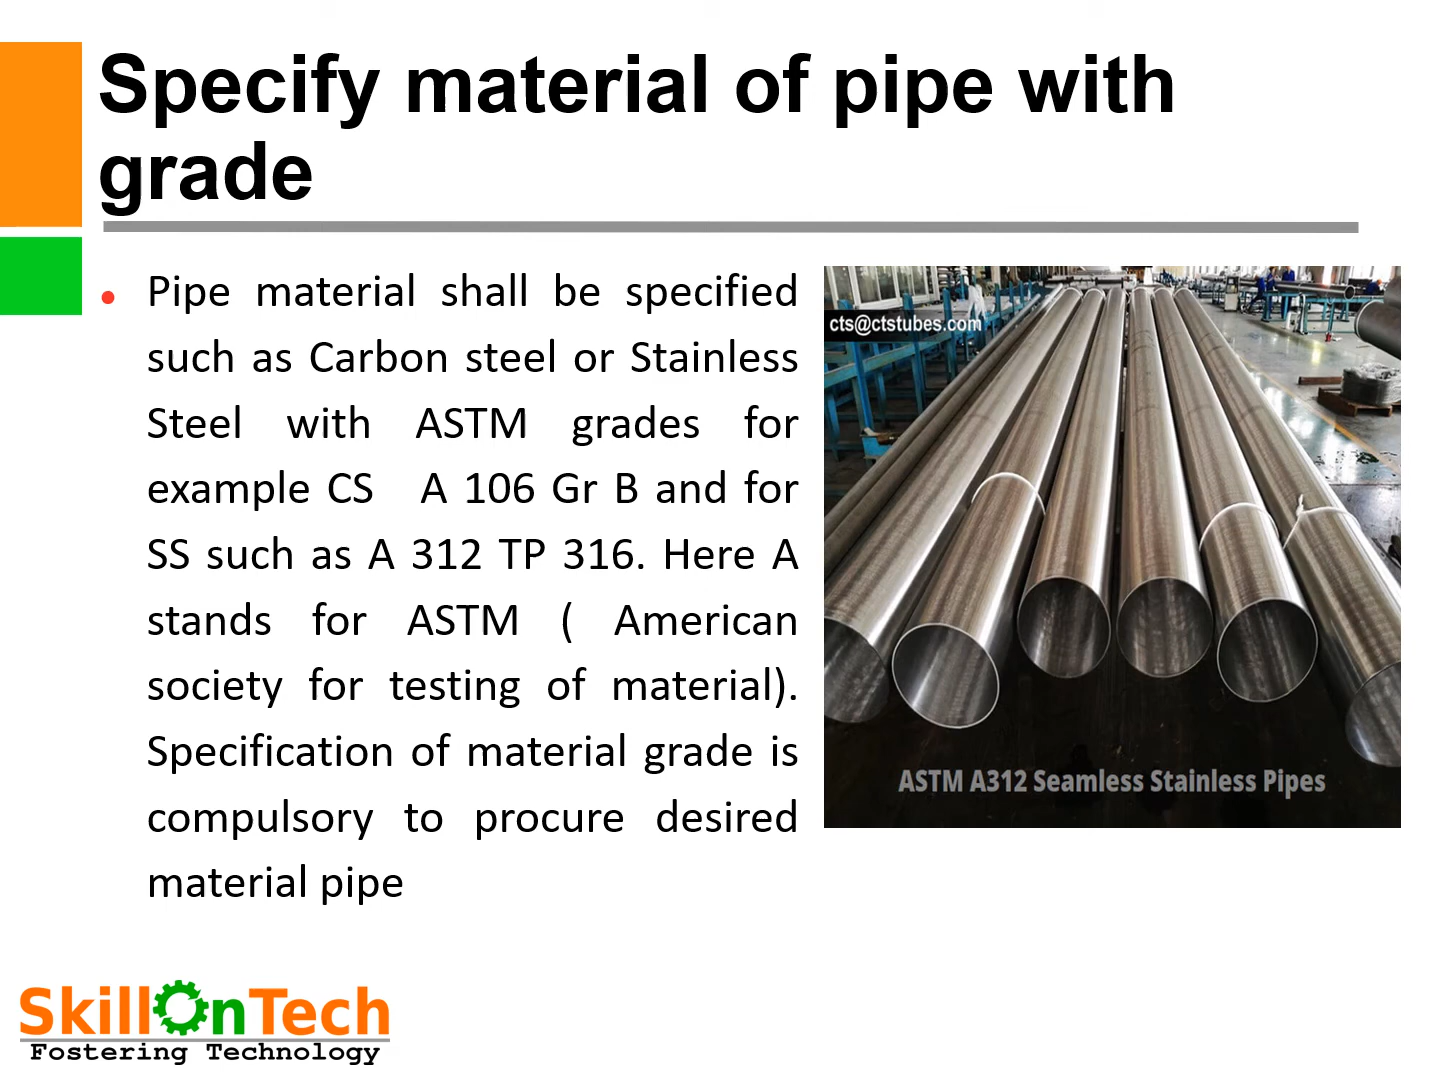 Specify material of pipe with
grade
Pipe material shall be specified
such as Carbon steel or Stainless
Steel with ASTM grades for
example CS A 106 Gr B and for
SS such as A 312 TP 316. Here A
stands for ASTM ( American
society for testing of material).
Specification of material grade is
compulsory to procure desired
material pipe
cts@ctstubes.com
ASTM A312 Seamless Stainless Pipes
SkillOnTech
Fostering Technology